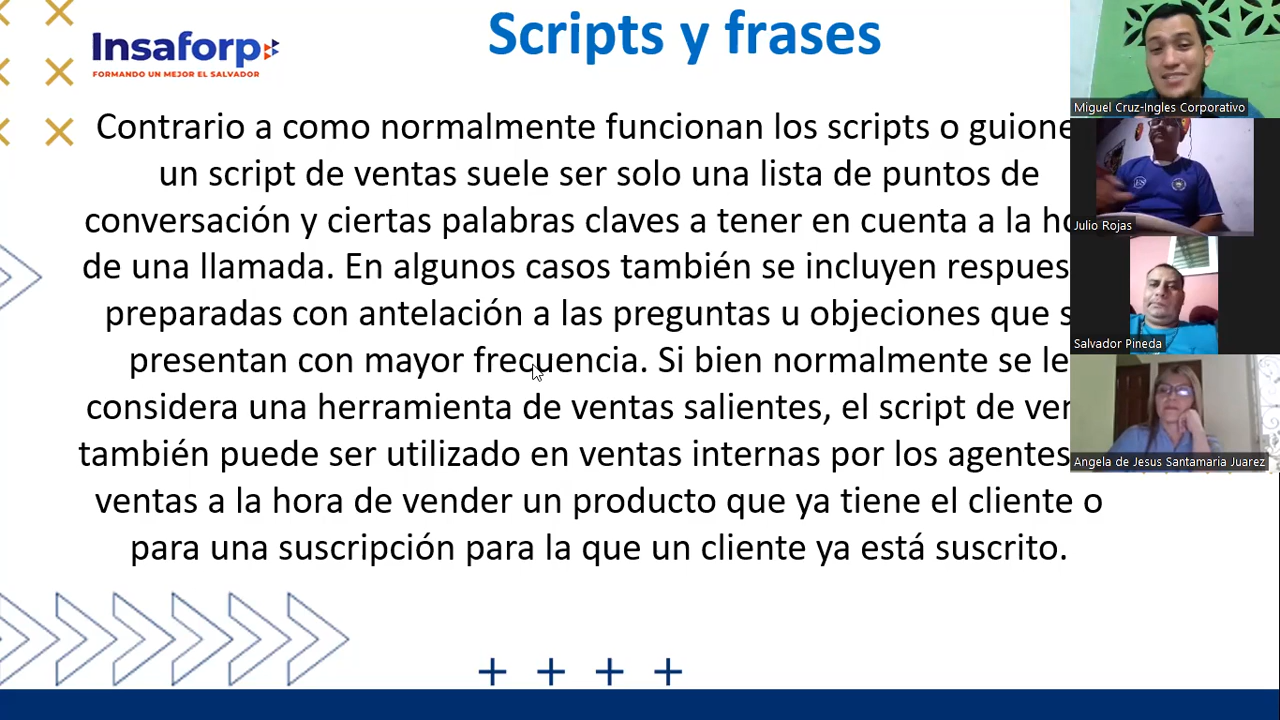 Scripts y frases
Insaforp
FORMANDO UN MEJOR EL SALVADOR
Contrario a como normalmente funcionan los scripts o
un script de ventas suele ser solo una lista de puntos de
conversación y ciertas palabras claves a tener en cuenta a la
de una llamada. En algunos casos también se incluyen
preparadas con antelación a las preguntas u objeciones que
presentan con mayor frecuencia. Si bien normalmente se le
considera una herramienta de ventas salientes, el script de
también puede ser utilizado en ventas internas por los agentes
ventas a la hora de vender un producto que ya tiene el cliente o
para una suscripción para la que un cliente ya está suscrito.
Miguel Cruz-Ingles Corporativo
Julio Rojas
Salvador Pineda
Angela de Jesus Santamaria Juarez